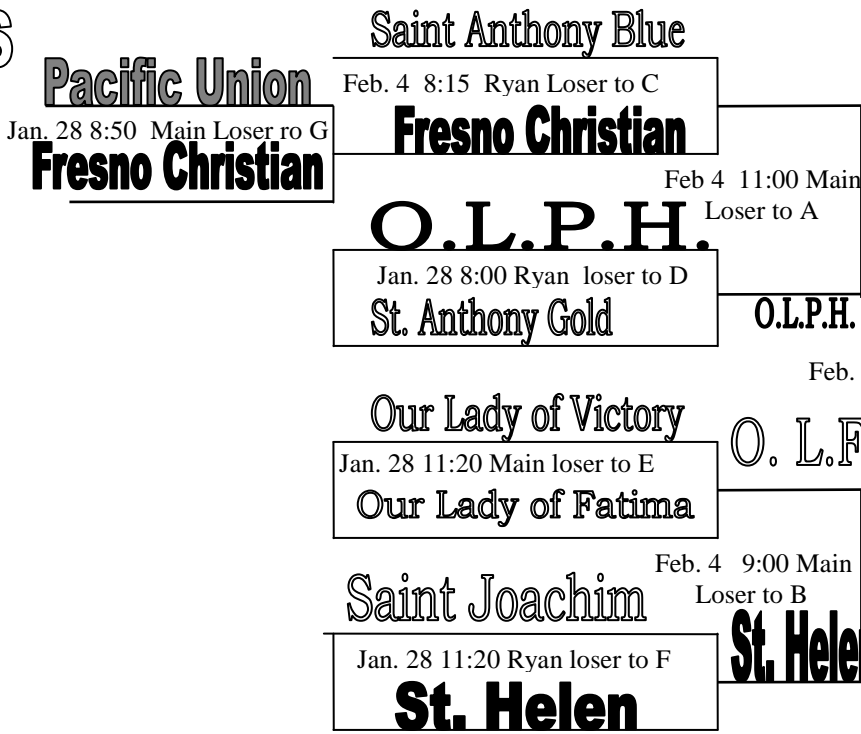 S
Saint Anthony Blue
Pacific Union
Feb. 4 8:15 Ryan Loser to C
Jan. 28 8:50 Main Loser ro G
Fresno Christian
Fresno Christian
Feb 4 11:00 Main
Loser to A
O.L.P.H.
Jan. 28 8:00 Ryan loser to D
St. Anthony Gold
O.L.P.H.
Feb.
Our Lady of Victory
O. L.F
Jan. 28 11:20 Main loser to E
Our Lady of Fatima
Feb. 4 9:00 Main
Loser to B
Saint Joachim
St. Helen
Jan. 28 11:20 Ryan loser to F
St. Helen